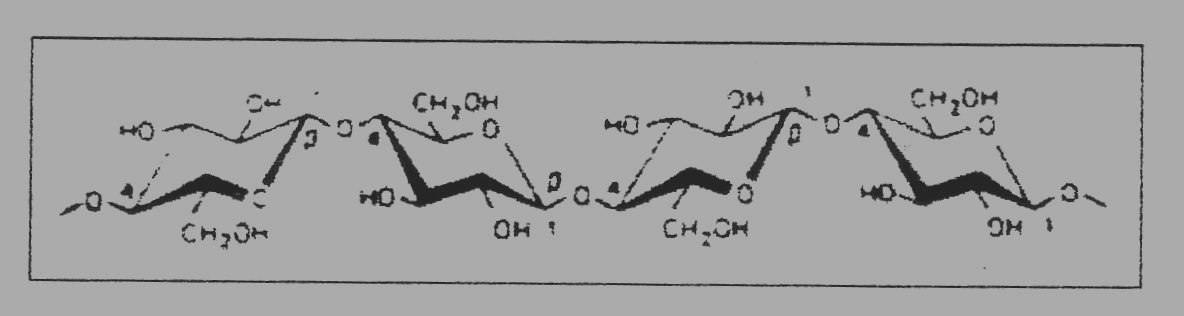 OH CH₂OH OH 1 CH₂OH
HO β O 4 O HO β O 4 O
O 4 O HO β O 4 O HO O
CH₂OH OH 1 CH₂OH OH 1